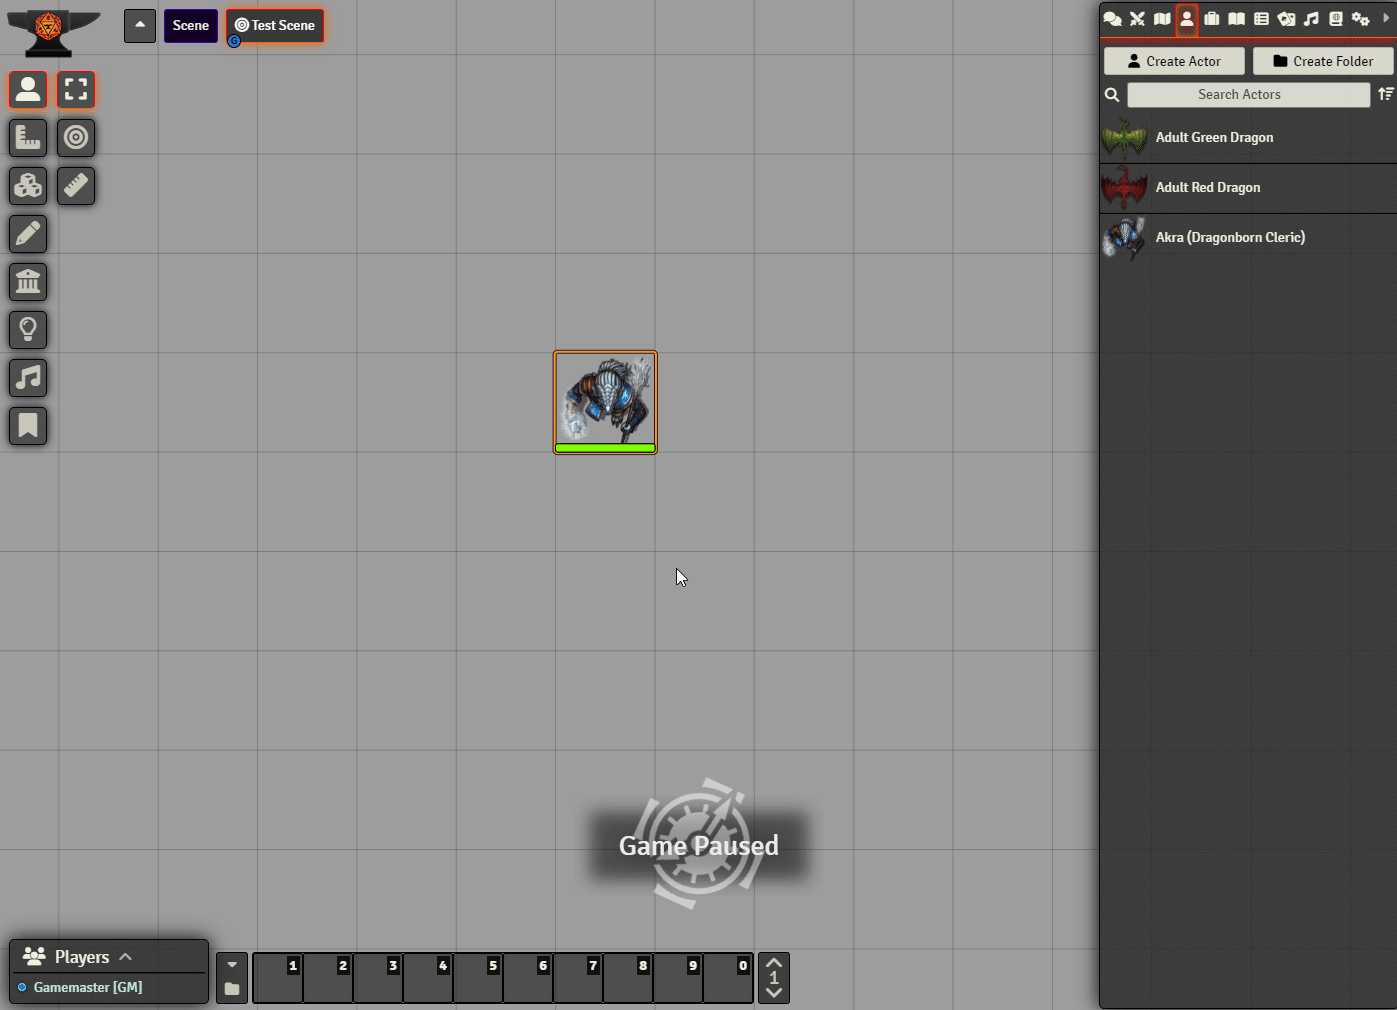 Scene
Test Scene
G
Create Actor
Create Folder
Search Actors
Adult Green Dragon
Adult Red Dragon
Akra (Dragonborn Cleric)
Game Paused
Players
Gamemaster [GM]
1 2 3 4 5 6 7 8 9 0
1